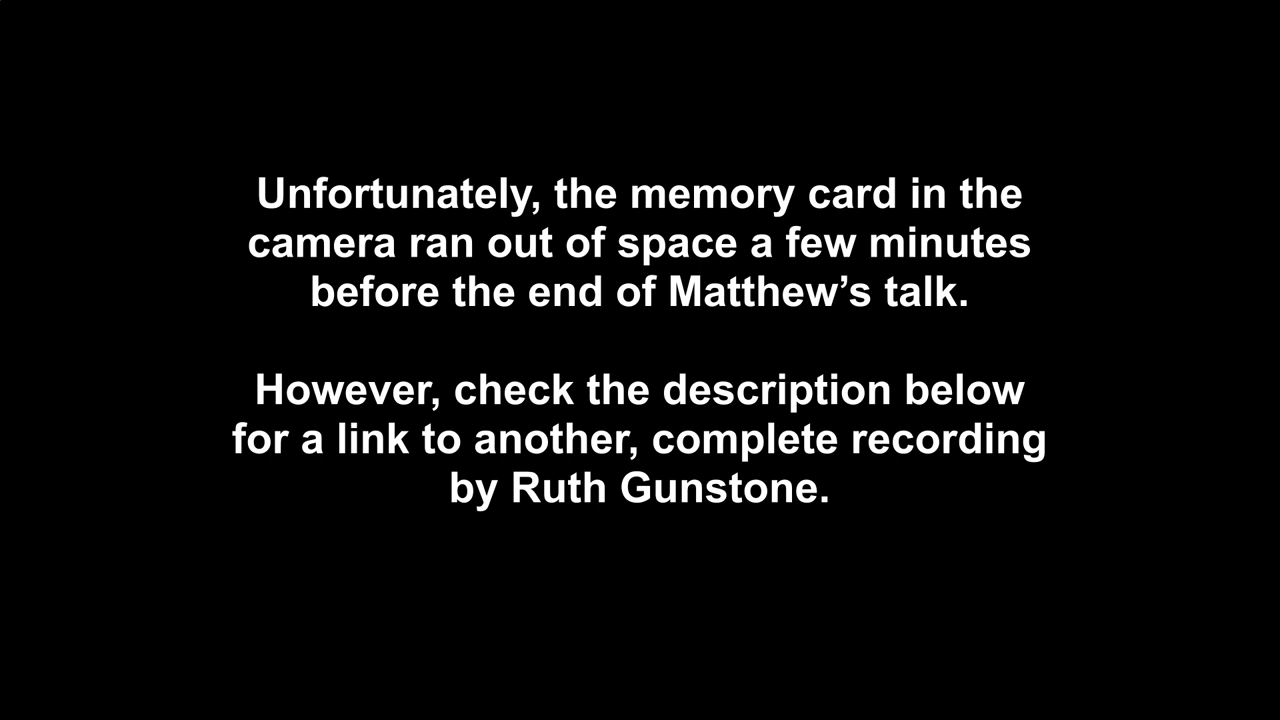 Unfortunately, the memory card in the
camera ran out of space a few minutes
before the end of Matthew’s talk.
However, check the description below
for a link to another, complete recording
by Ruth Gunstone.